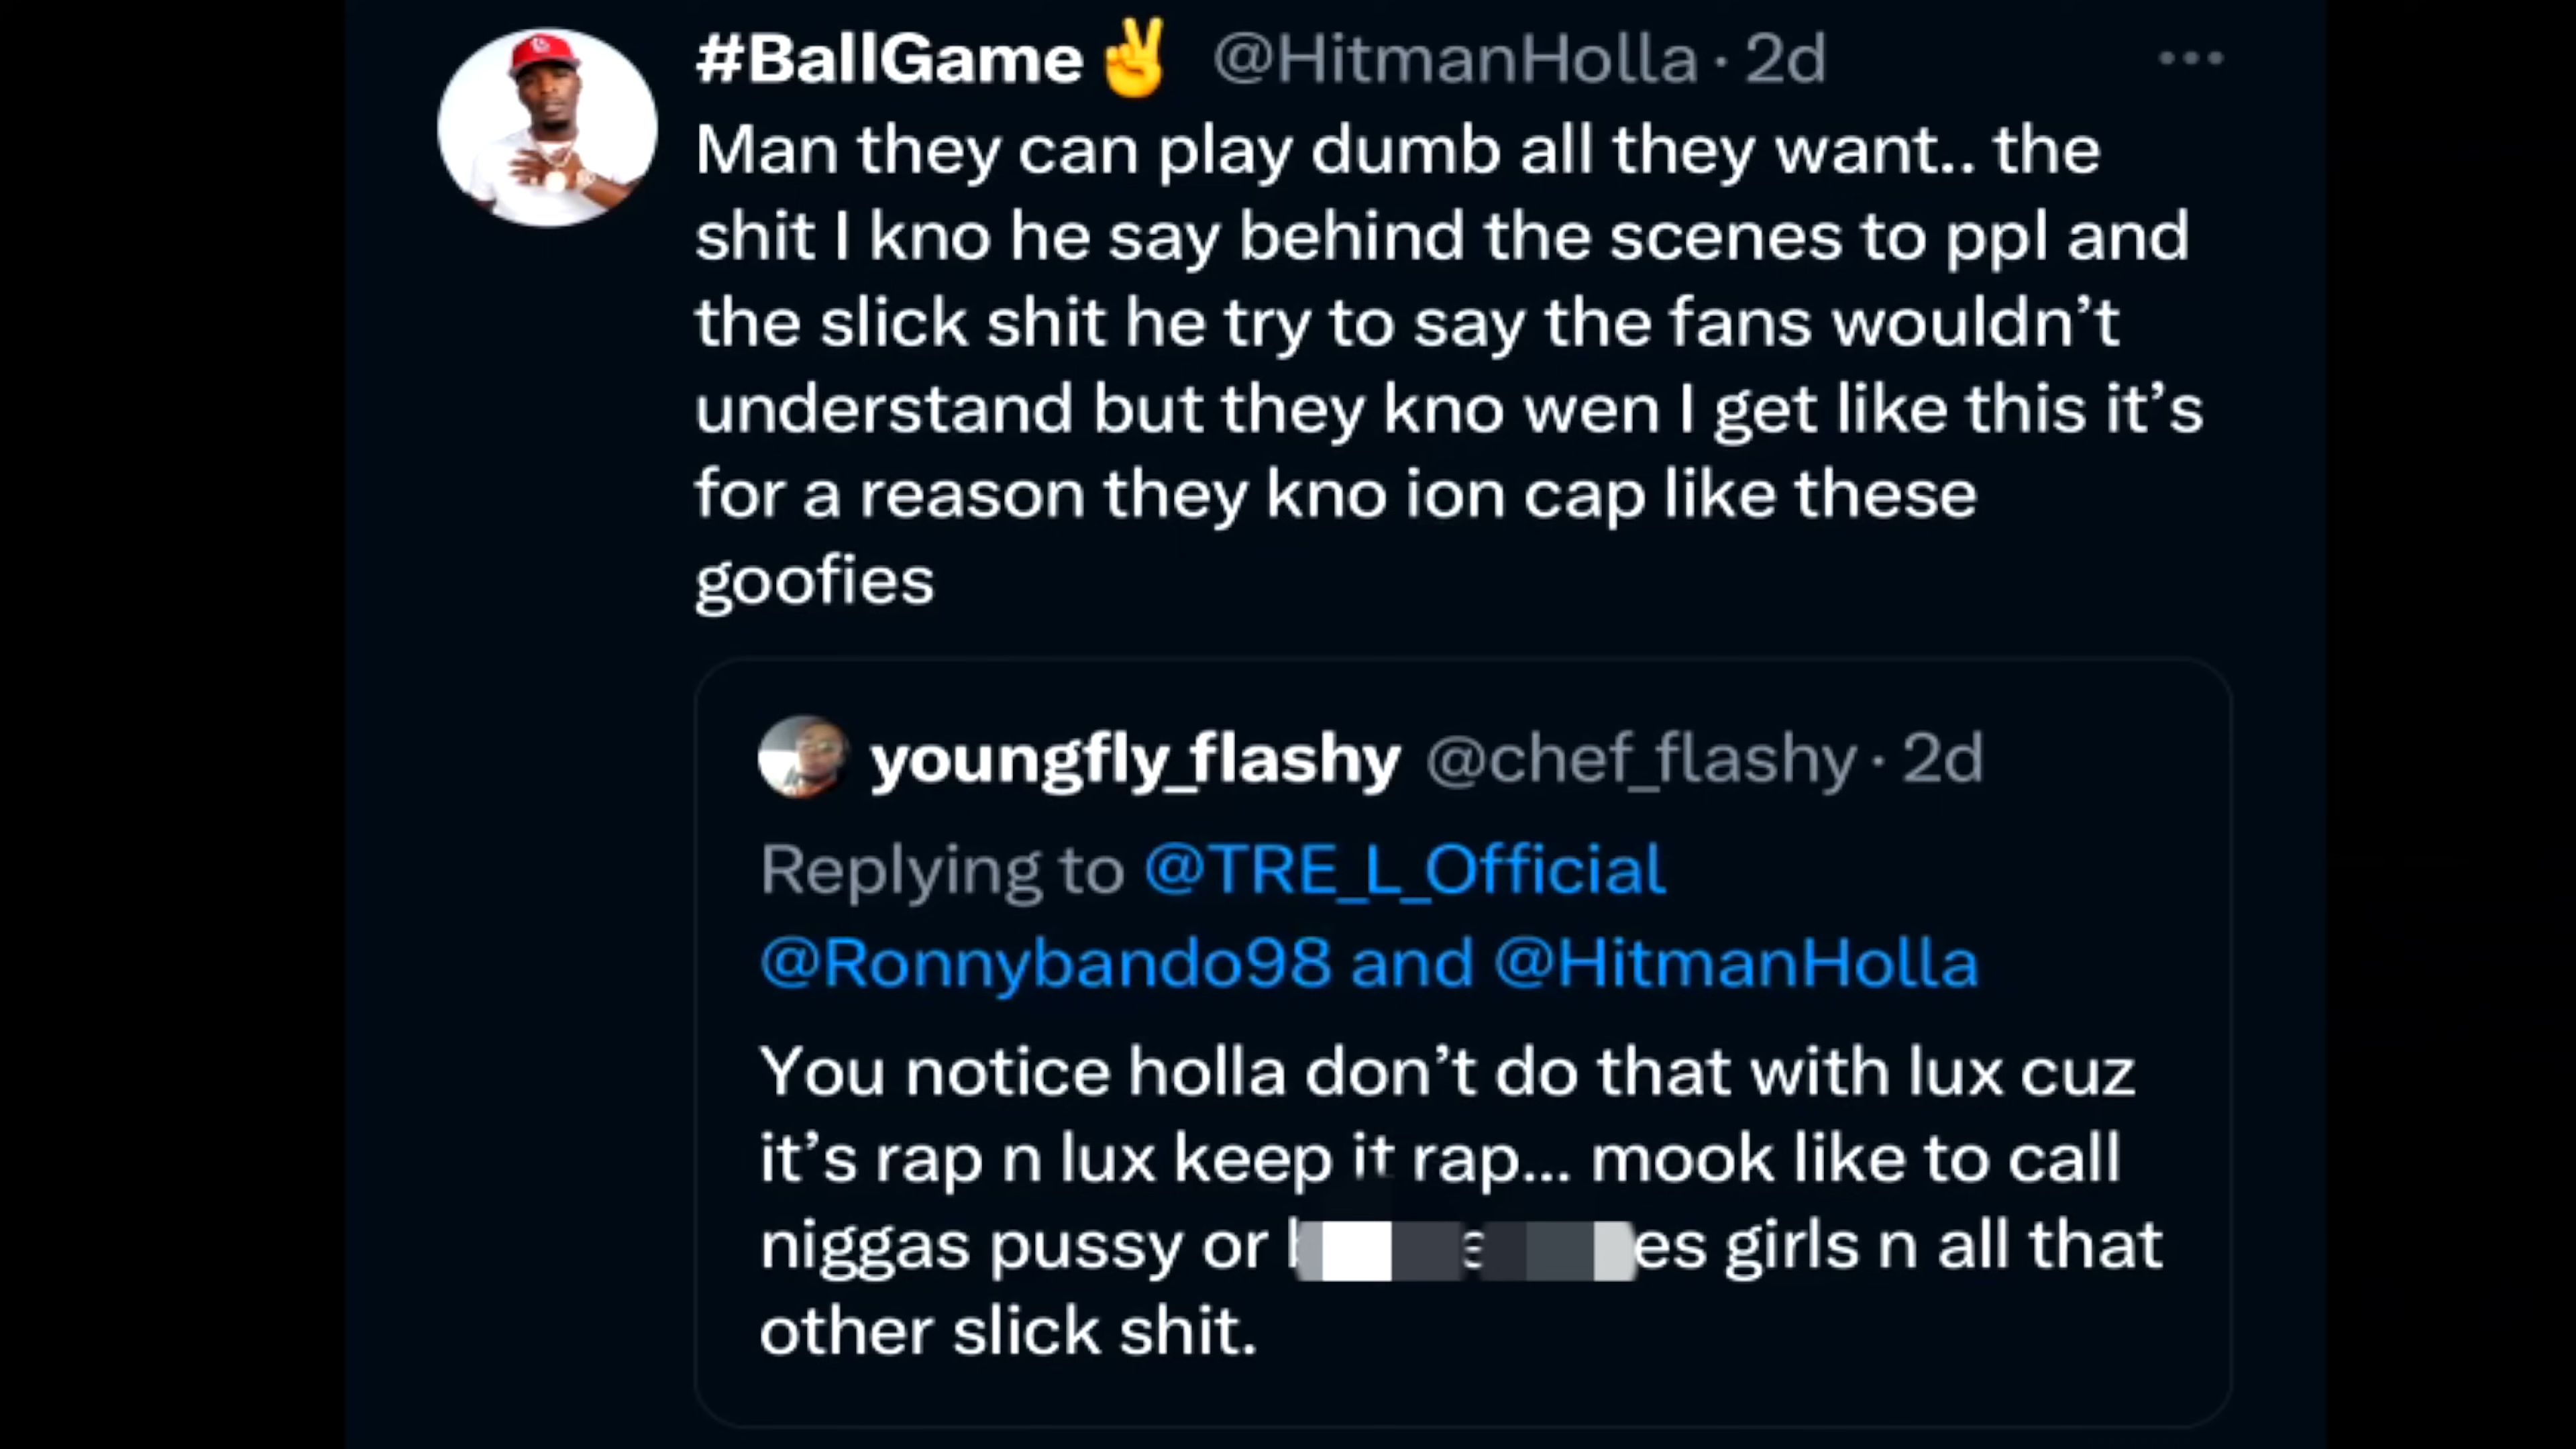 #BallGame✌️ @HitmanHolla · 2d
Man they can play dumb all they want.. the
shit I kno he say behind the scenes to ppl and
the slick shit he try to say the fans wouldn’t
understand but they kno wen I get like this it’s
for a reason they kno ion cap like these
goofies
youngfly_flashy @chef_flashy · 2d
Replying to @TRE_L_Official
@Ronnybando98 and @HitmanHolla
You notice holla don’t do that with lux cuz
it’s rap n lux keep it rap... mook like to call
niggas pussy or girls n all that
other slick shit.